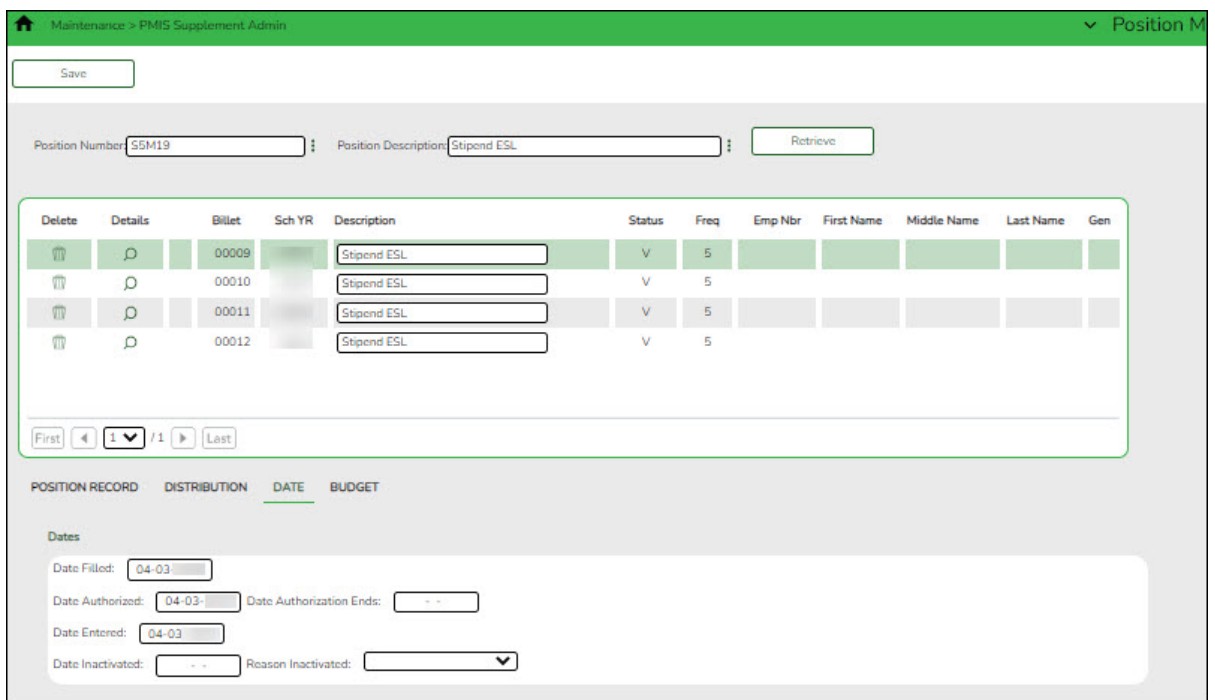 Maintenance > PMIS Supplement Admin
Position M
Save
Position Number: S5M19 Position Description: Stipend ESL Retrieve
Delete Details Billet Sch YR Description Status Freq Emp Nbr First Name Middle Name Last Name Gen
00009 Stipend ESL V 5
00010 Stipend ESL V 5
00011 Stipend ESL V 5
00012 Stipend ESL V 5
First 1 / 1 Last
POSITION RECORD DISTRIBUTION DATE BUDGET
Dates
Date Filled: 04-03-
Date Authorized: 04-03- Date Authorization Ends: - -
Date Entered: 04-03
Date Inactivated: - - Reason Inactivated: